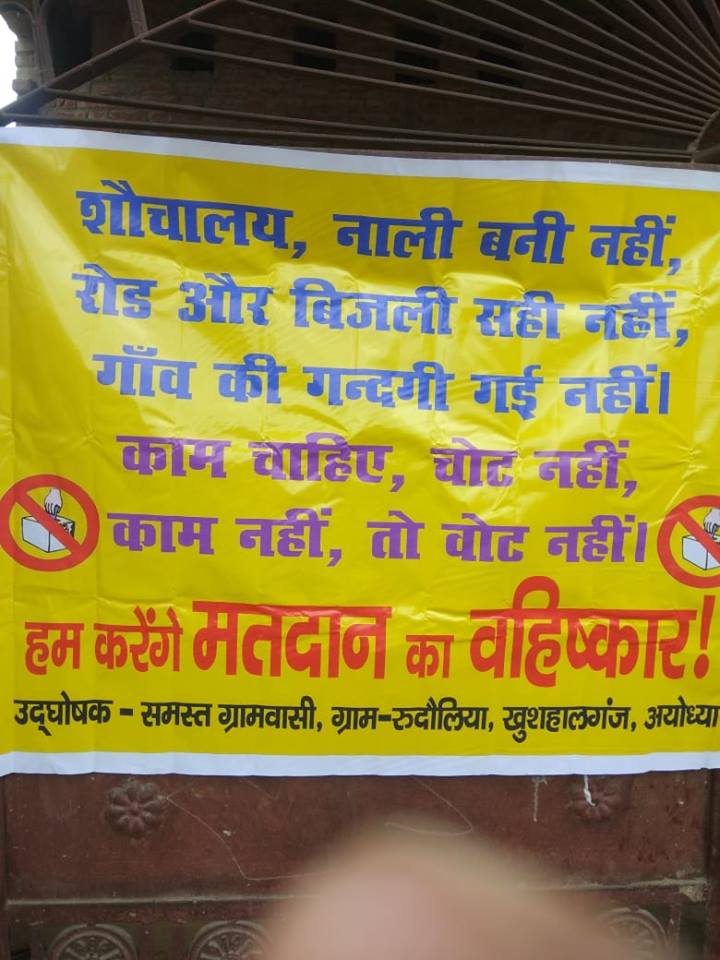 शौचालय, नाली बनी नहीं,
रोड और बिजली सही नहीं,
गाँव की गन्दगी गई नहीं।
काम चाहिए, चोट नहीं,
काम नहीं, तो वोट नहीं।
हम करेंगे मतदान का वहिष्कार!
उद्घोषक - समस्त ग्रामवासी, ग्राम-रुदौलिया, खुशहालगंज, अयोध्या